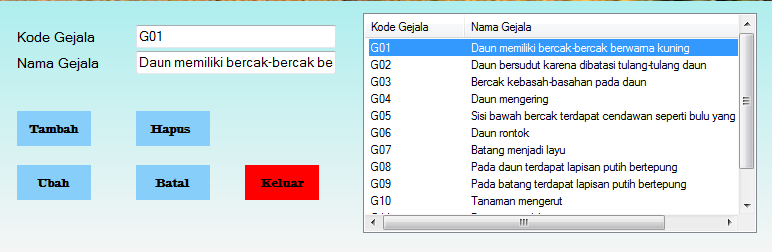 Kode Gejala G01
Nama Gejala Daun memiliki bercak-bercak be
Tambah Hapus
Ubah Batal Keluar
Kode Gejala Nama Gejala
G01 Daun memiliki bercak-bercak berwarna kuning
G02 Daun bersudut karena dibatasi tulang-tulang daun
G03 Bercak kebasah-basahan pada daun
G04 Daun mengering
G05 Sisi bawah bercak terdapat cendawan seperti bulu yang
G06 Daun rontok
G07 Batang menjadi layu
G08 Pada daun terdapat lapisan putih bertepung
G09 Pada batang terdapat lapisan putih bertepung
G10 Tanaman mengerut